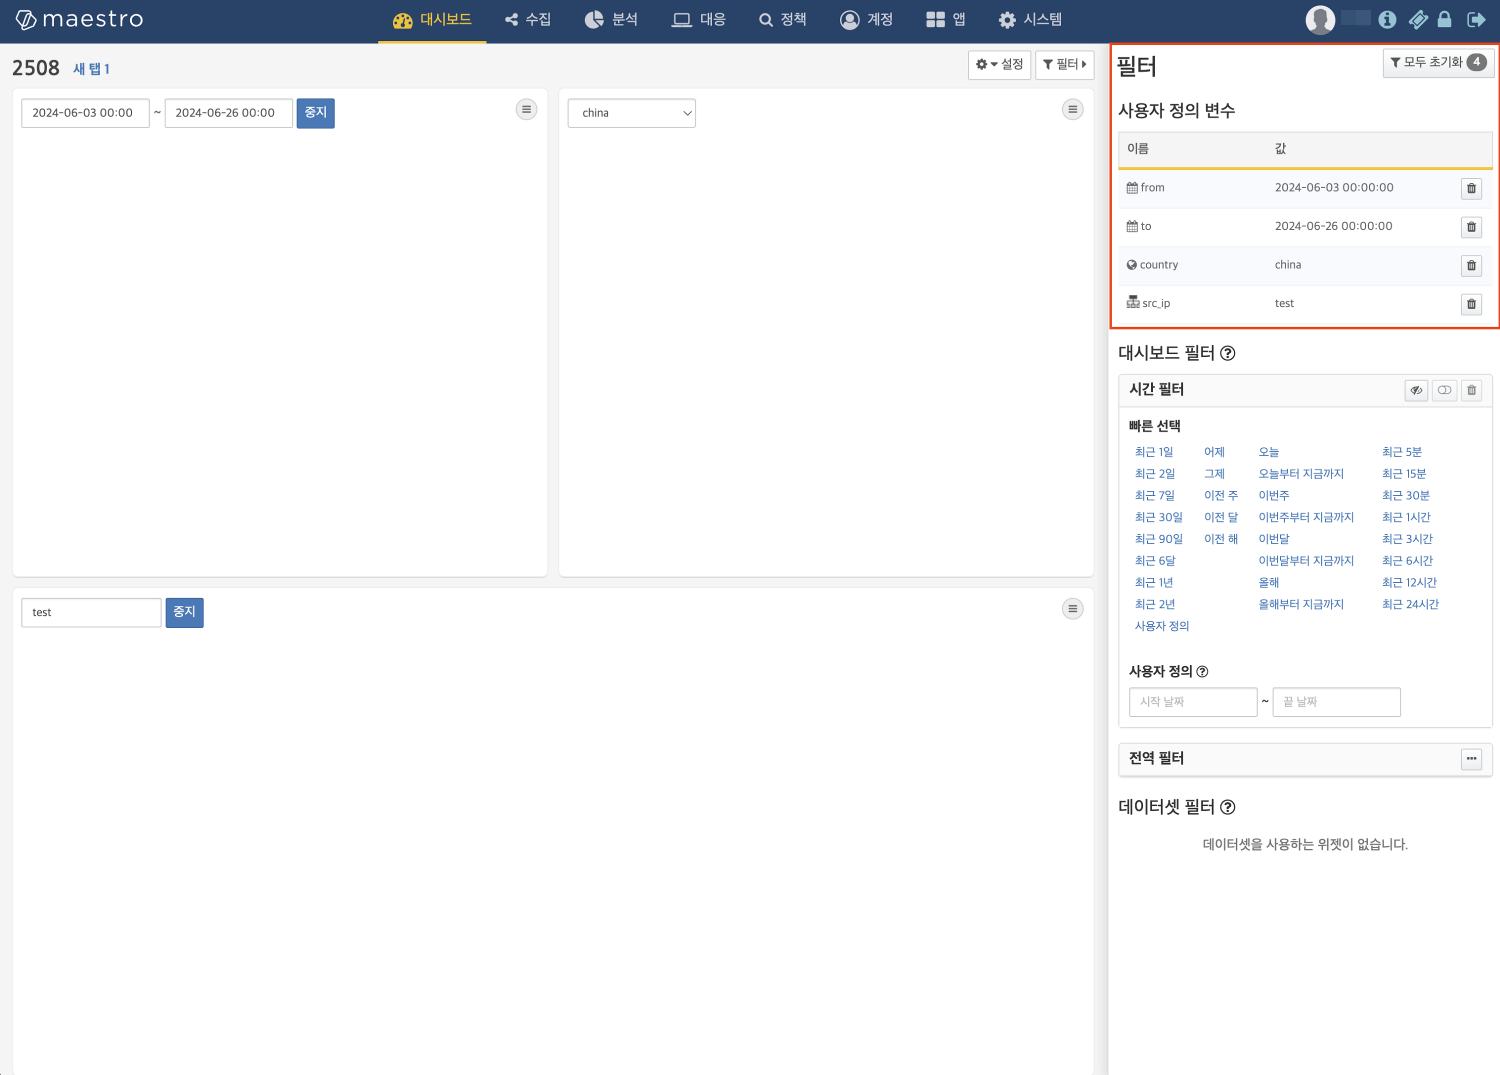 maestro
대시보드
수집
분석
대응
정책
계정
앱
시스템
2508 새 탭 1
설정
필터
2024-06-03 00:00 ~ 2024-06-26 00:00 중지
china
test 중지
필터
모두 초기화 4
사용자 정의 변수
이름 값
from 2024-06-03 00:00:00
to 2024-06-26 00:00:00
country china
src_ip test
대시보드 필터
시간 필터
빠른 선택
최근 1일 어제 오늘 최근 5분
최근 2일 그제 오늘부터 지금까지 최근 15분
최근 7일 이전 주 이번주 최근 30분
최근 30일 이전 달 이번주부터 지금까지 최근 1시간
최근 90일 이전 해 이번달 최근 3시간
최근 6달 이번달부터 지금까지 최근 6시간
최근 1년 올해 최근 12시간
최근 2년 올해부터 지금까지 최근 24시간
사용자 정의
사용자 정의
시작 날짜 ~ 끝 날짜
전역 필터
데이터셋 필터
데이터셋을 사용하는 위젯이 없습니다.